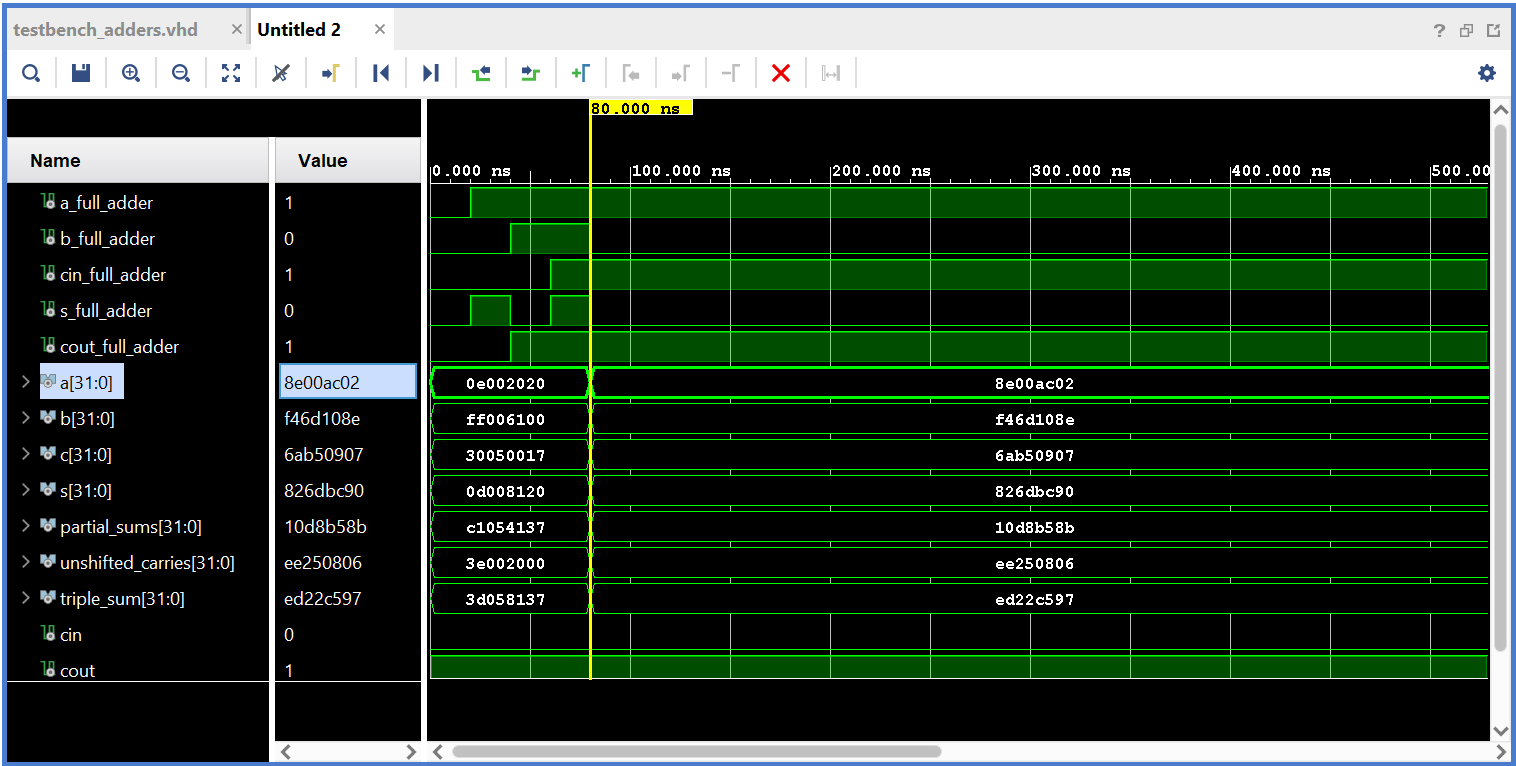 testbench_adders.vhd × Untitled 2 ×
?
80.000 ns
Name Value
0.000 ns 100.000 ns 200.000 ns 300.000 ns 400.000 ns 500.00
a_full_adder 1
b_full_adder 0
cin_full_adder 1
s_full_adder 0
cout_full_adder 1
a[31:0] 8e00ac02 0e002020 8e00ac02
b[31:0] f46d108e ff006100 f46d108e
c[31:0] 6ab50907 30050017 6ab50907
s[31:0] 826dbc90 0d008120 826dbc90
partial_sums[31:0] 10d8b58b c1054137 10d8b58b
unshifted_carries[31:0] ee250806 3e002000 ee250806
triple_sum[31:0] ed22c597 3d058137 ed22c597
cin 0
cout 1